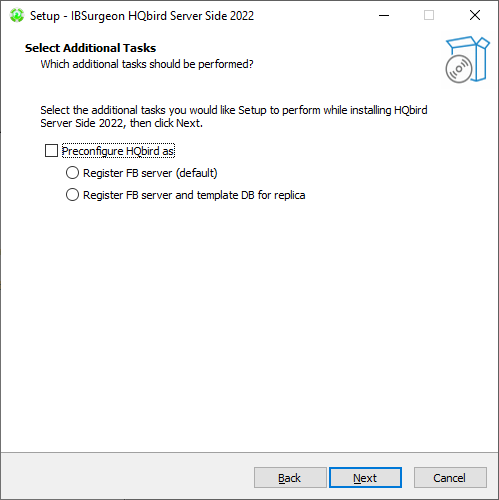 Setup - IBSurgeon HQbird Server Side 2022
Select Additional Tasks
Which additional tasks should be performed?
Select the additional tasks you would like Setup to perform while installing HQbird
Server Side 2022, then click Next.
Preconfigure HQbird as
Register FB server (default)
Register FB server and template DB for replica
Back
Next
Cancel